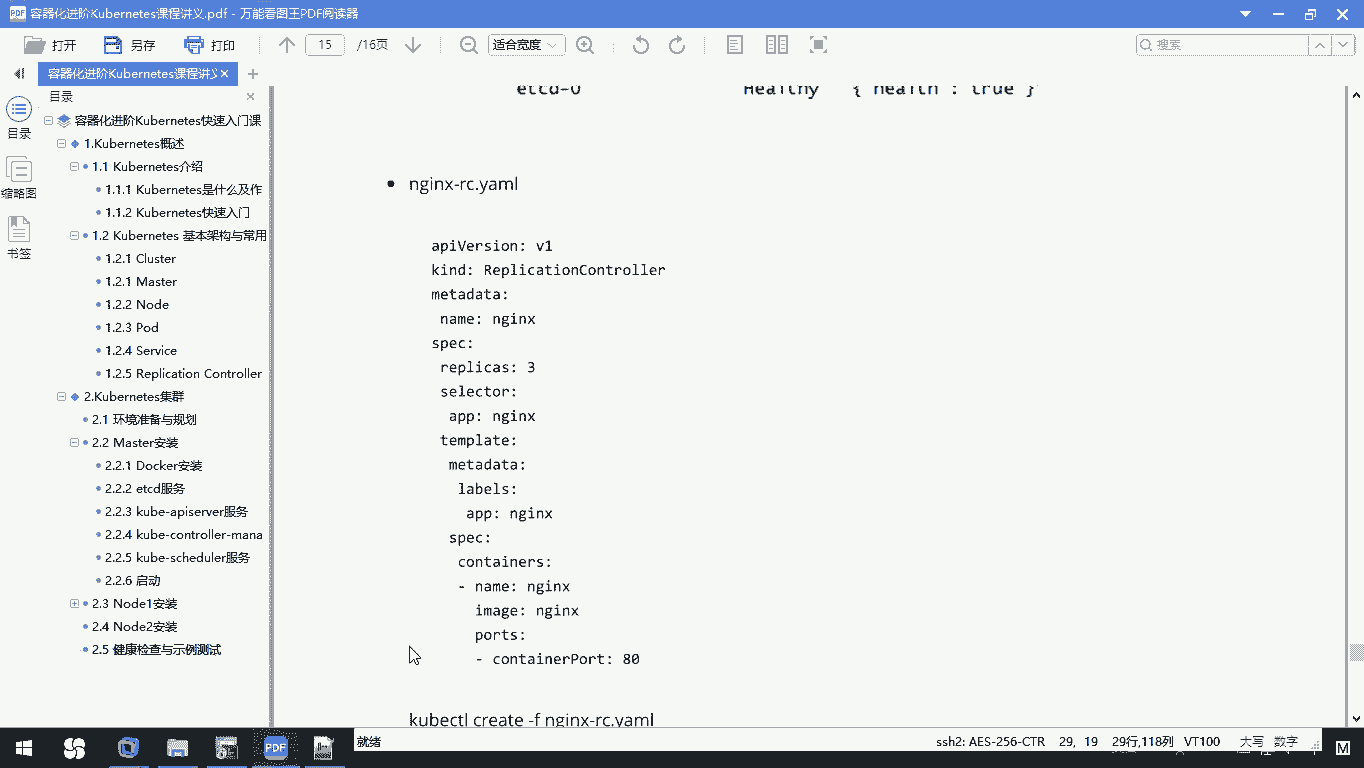 容器化进阶Kubernetes课程讲义.pdf - 万能看图王PDF阅读器
打开 另存 打印 15 /16页 适合宽度 搜索
容器化进阶Kubernetes课程讲义
目录
目录
缩略图
书签
容器化进阶Kubernetes快速入门课
1.Kubernetes概述
1.1 Kubernetes介绍
1.1.1 Kubernetes是什么及作
1.1.2 Kubernetes快速入门
1.2 Kubernetes 基本架构与常用
1.2.1 Cluster
1.2.1 Master
1.2.2 Node
1.2.3 Pod
1.2.4 Service
1.2.5 Replication Controller
2.Kubernetes集群
2.1 环境准备与规划
2.2 Master安装
2.2.1 Docker安装
2.2.2 etcd服务
2.2.3 kube-apiserver服务
2.2.4 kube-controller-mana
2.2.5 kube-scheduler服务
2.2.6 启动
2.3 Node1安装
2.4 Node2安装
2.5 健康检查与示例测试
etcd-0 Healthy { health : true }
• nginx-rc.yaml
apiVersion: v1
kind: ReplicationController
metadata:
name: nginx
spec:
replicas: 3
selector:
app: nginx
template:
metadata:
labels:
app: nginx
spec:
containers:
- name: nginx
image: nginx
ports:
- containerPort: 80
kubectl create -f nginx-rc.yaml
PDF
就绪 ssh2: AES-256-CTR 29, 19 29行,118列 VT100 大写 数字
M